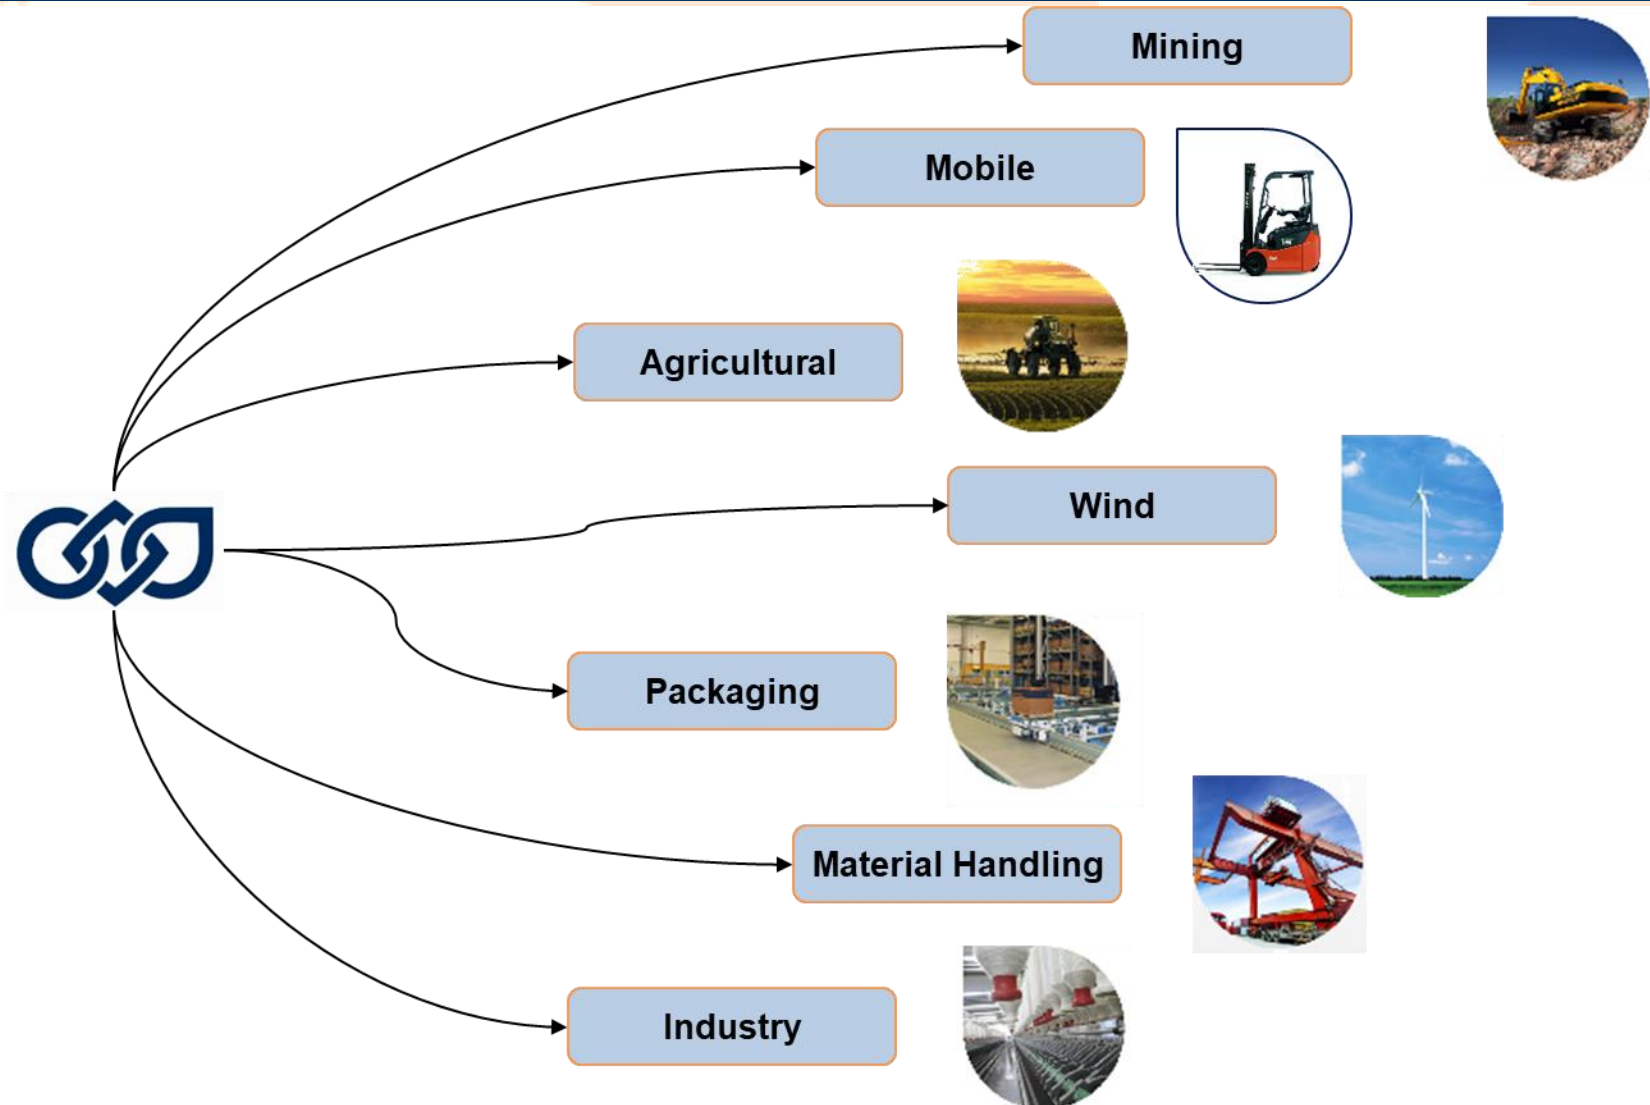 Mining
Mobile
Agricultural
Wind
Packaging
Material Handling
Industry